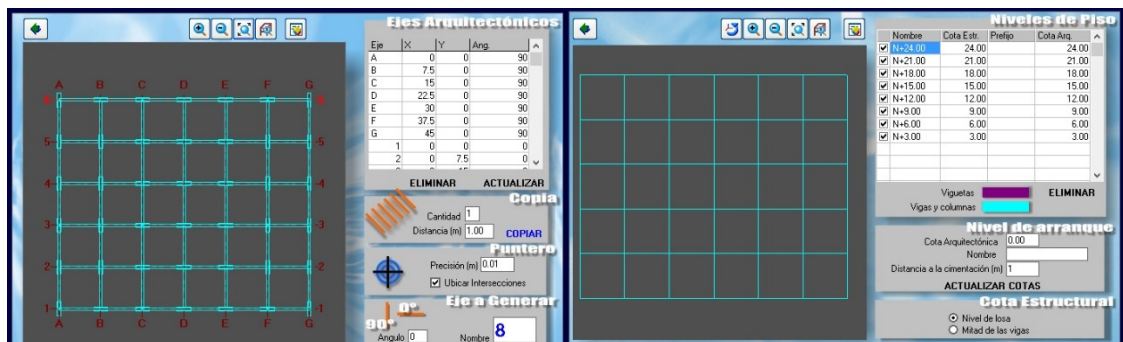 Ejes Arquitectónicos
Eje X Y Ang.
A 0 0 90
B 7.5 0 90
C 15 0 90
D 22.5 0 90
E 30 0 90
F 37.5 0 90
G 45 0 90
1 0 0 0
2 0 7.5 0
ELIMINAR ACTUALIZAR
Copia
Cantidad 1
Distancia (m) 1.00 COPIAR
Puntero
Precisión (m) 0.01
Ubicar Intersecciones
Eje a Generar
0º
90º
Angulo 0 Nombre 8
A B C D E F G
5 5
4 4
3 3
2 2
1 1
A B C D E F G
Niveles de Piso
Nombre Cota Estr. Prefijo Cota Arq.
N+24.00 24.00 24.00
N+21.00 21.00 21.00
N+18.00 18.00 18.00
N+15.00 15.00 15.00
N+12.00 12.00 12.00
N+9.00 9.00 9.00
N+6.00 6.00 6.00
N+3.00 3.00 3.00
Viguetas ELIMINAR
Vigas y columnas
Nivel de arranque
Cota Arquitectónica 0.00
Nombre
Distancia a la cimentación (m) 1
ACTUALIZAR COTAS
Cota Estructural
Nivel de losa
Mitad de las vigas